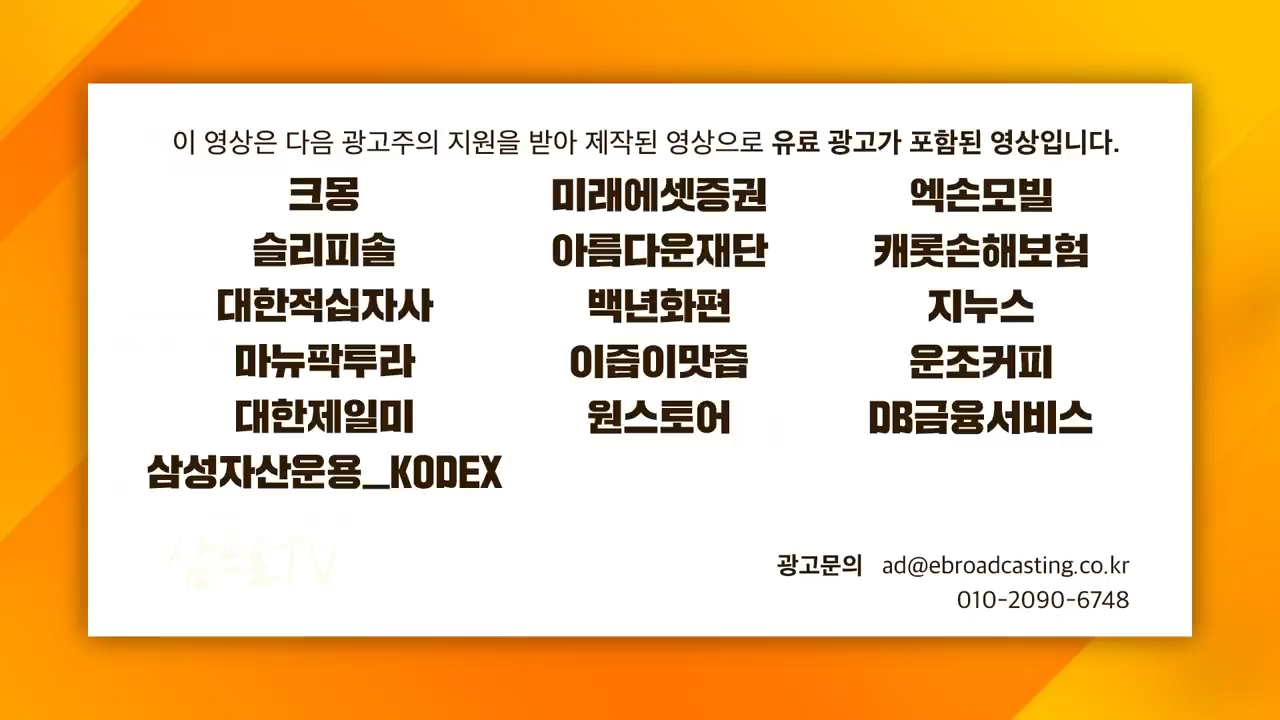 이 영상은 다음 광고주의 지원을 받아 제작된 영상으로 유료 광고가 포함된 영상입니다.
크몽 미래에셋증권 엑손모빌
슬리피솔 아름다운재단 캐롯손해보험
대한적십자사 백년화편 지누스
마뉴팍투라 이즙이맛즙 운조커피
대한제일미 원스토어 DB금융서비스
삼성자산운용_KODEX
삼프로TV
광고문의 ad@ebroadcasting.co.kr
010-2090-6748